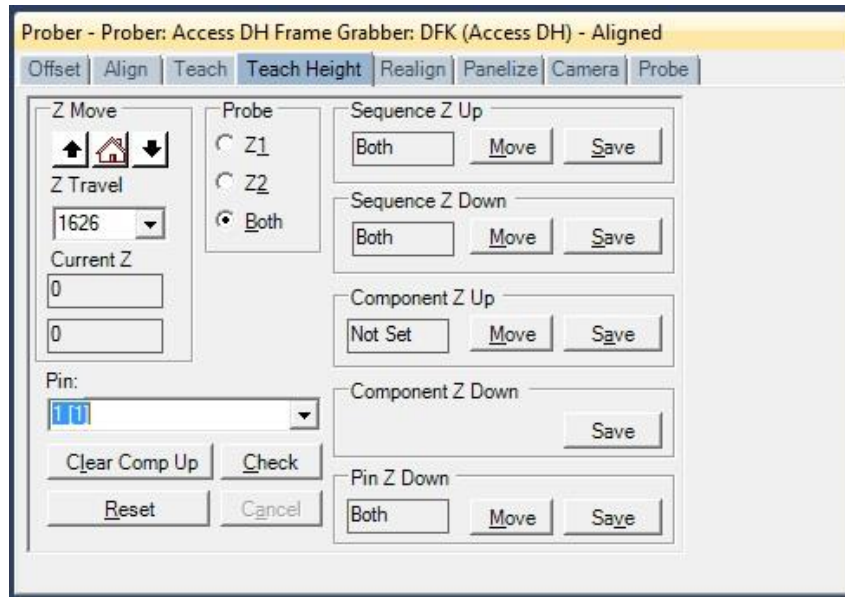 Prober - Prober: Access DH Frame Grabber: DFK (Access DH) - Aligned
Offset Align Teach Teach Height Realign Panelize Camera Probe
Z Move
Z Travel
1626
Current Z
0
0
Probe
Z1
Z2
Both
Sequence Z Up
Both Move Save
Sequence Z Down
Both Move Save
Component Z Up
Not Set Move Save
Component Z Down
Save
Pin Z Down
Both Move Save
Pin:
1 [1]
Clear Comp Up Check
Reset Cancel